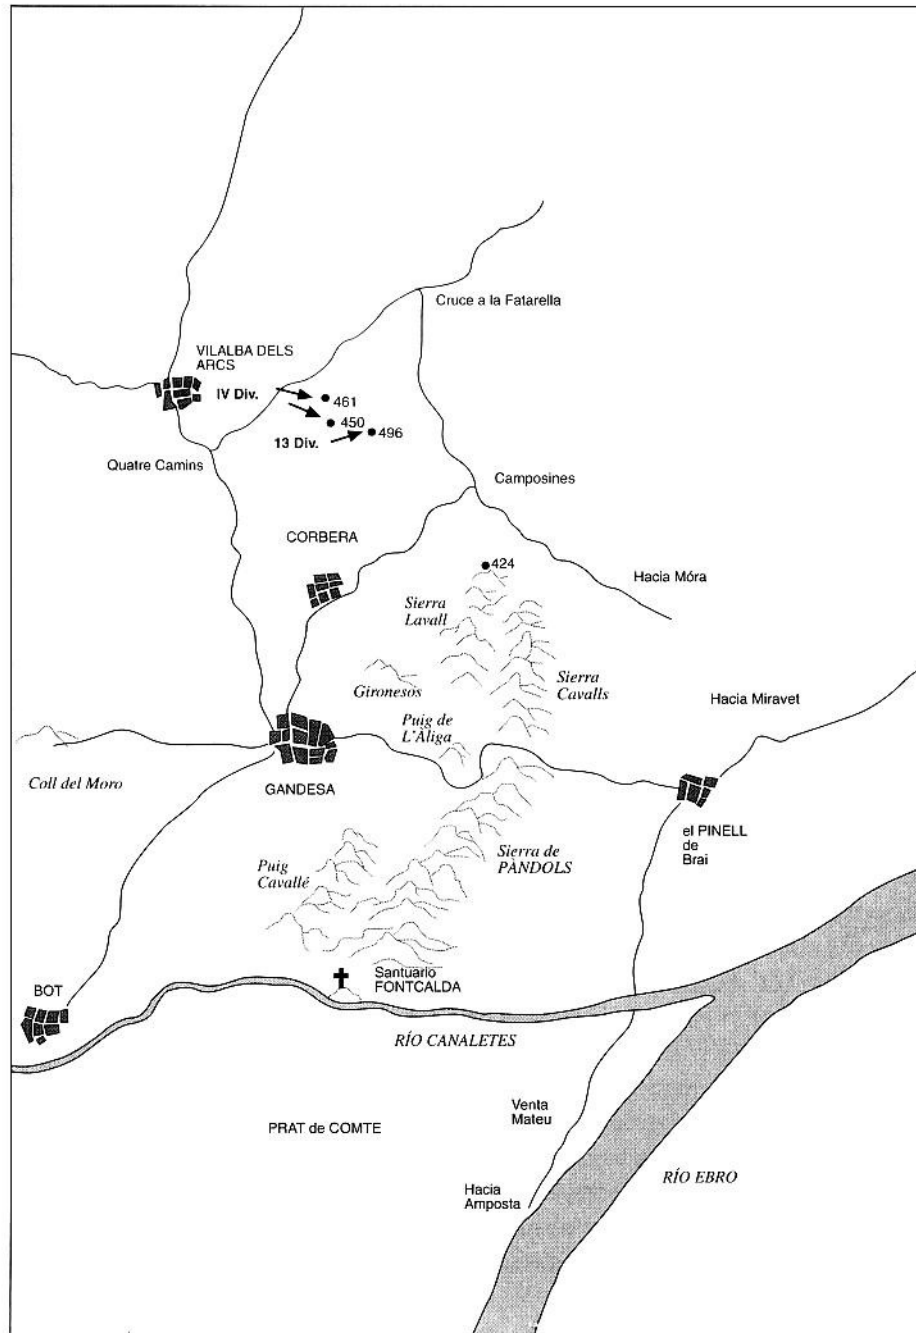 Cruce a la Fatarella
VILALBA DELS
ARCS
IV Div.
461
450
496
13 Div.
Quatre Camins
Camposines
CORBERA
424
Hacia Móra
Sierra
Lavall
Sierra
Cavalls
Gironesos
Hacia Miravet
Puig de
L'Àliga
Coll del Moro
GANDESA
el PINELL
de
Brai
Sierra de
PÀNDOLS
Puig
Cavallé
Santuario
FONTCALDA
BOT
RÍO CANALETES
Venta
Mateu
PRAT de COMTE
RÍO EBRO
Hacia
Amposta